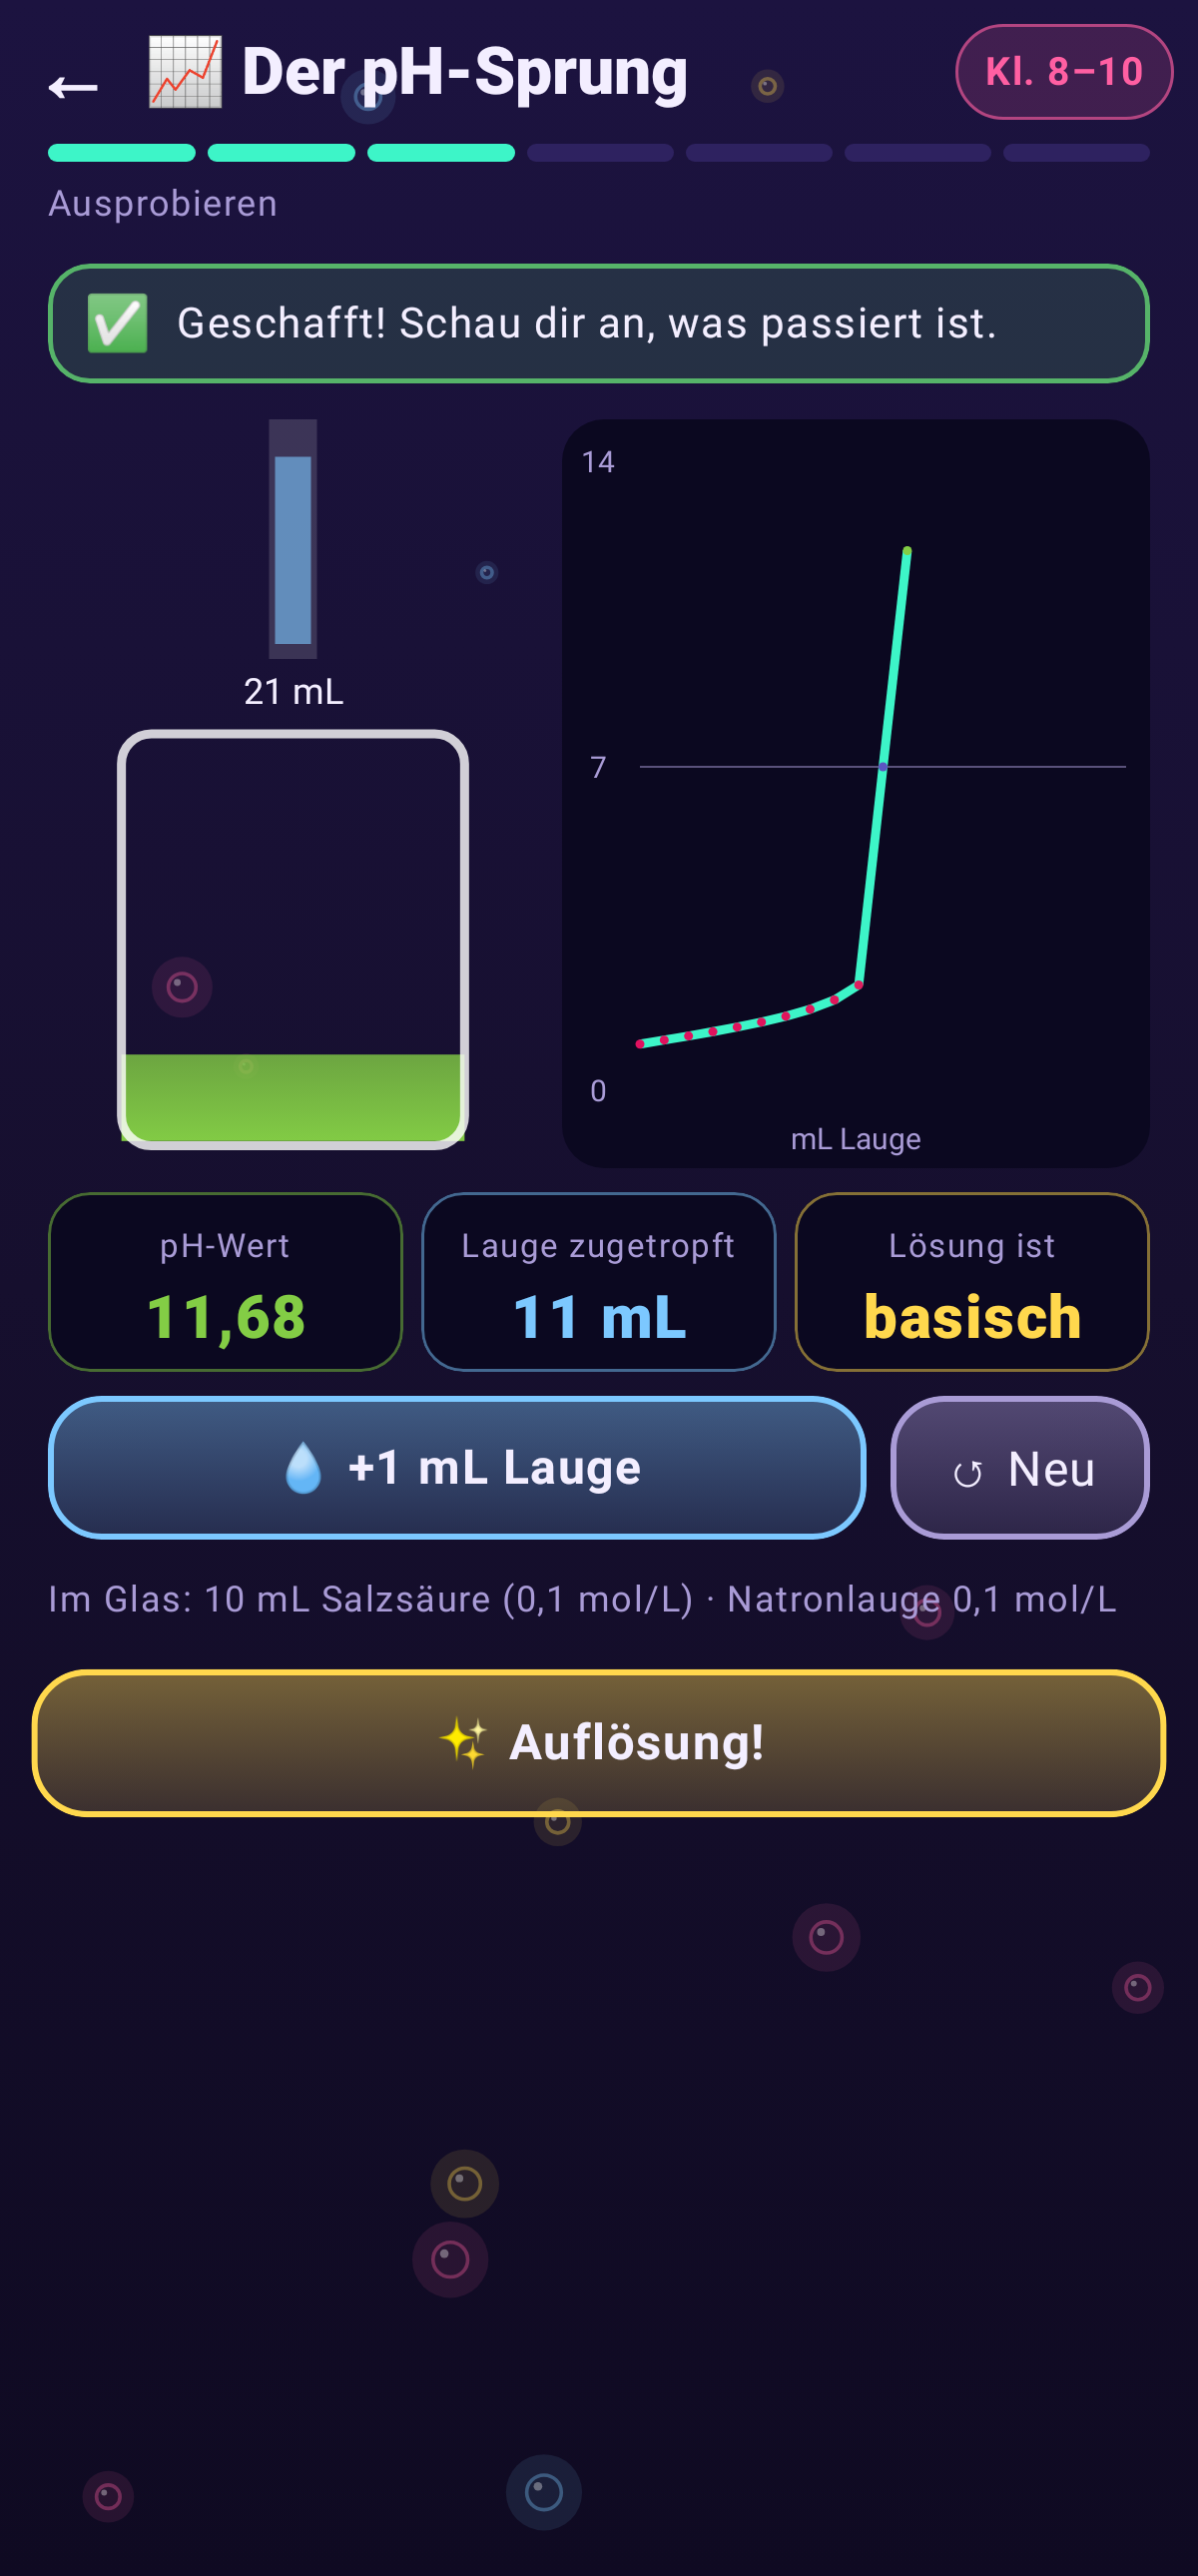 ← 📈 Der pH-Sprung
Kl. 8–10
Ausprobieren
✅ Geschafft! Schau dir an, was passiert ist.
21 mL
14
7
0
mL Lauge
pH-Wert
11,68
Lauge zugetropft
11 mL
Lösung ist
basisch
💧 +1 mL Lauge
↺ Neu
Im Glas: 10 mL Salzsäure (0,1 mol/L) · Natronlauge 0,1 mol/L
✨ Auflösung!